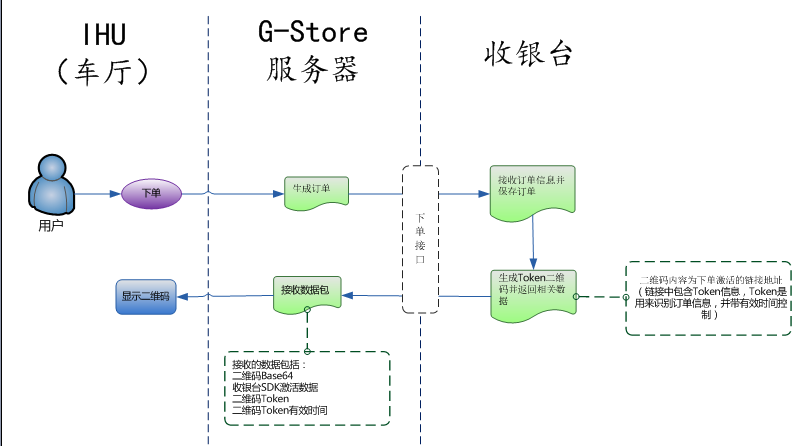 IHU
（车厅）
G-Store
服务器
收银台
用户
下单
生成订单
下
单
接
口
接收订单信息并
保存订单
显示二维码
接收数据包
生成Token二维
码并返回相关数
据
二维码内容为下单激活的链接地址
（链接中包含Token信息，Token是
用来识别订单信息，并带有效时间控
制）
接收的数据包括：
二维码Base64
收银台SDK激活数据
二维码Token
二维码Token有效时间